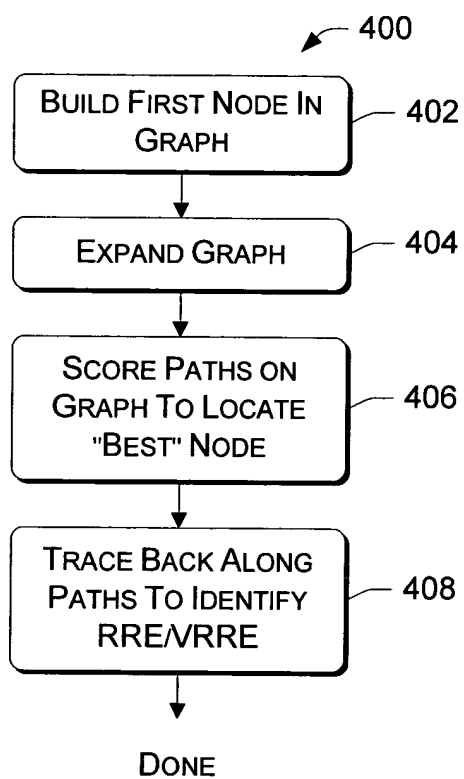 400
BUILD FIRST NODE IN
GRAPH
402
EXPAND GRAPH
404
SCORE PATHS ON
GRAPH TO LOCATE
"BEST" NODE
406
TRACE BACK ALONG
PATHS TO IDENTIFY
RRE/VRRE
408
DONE